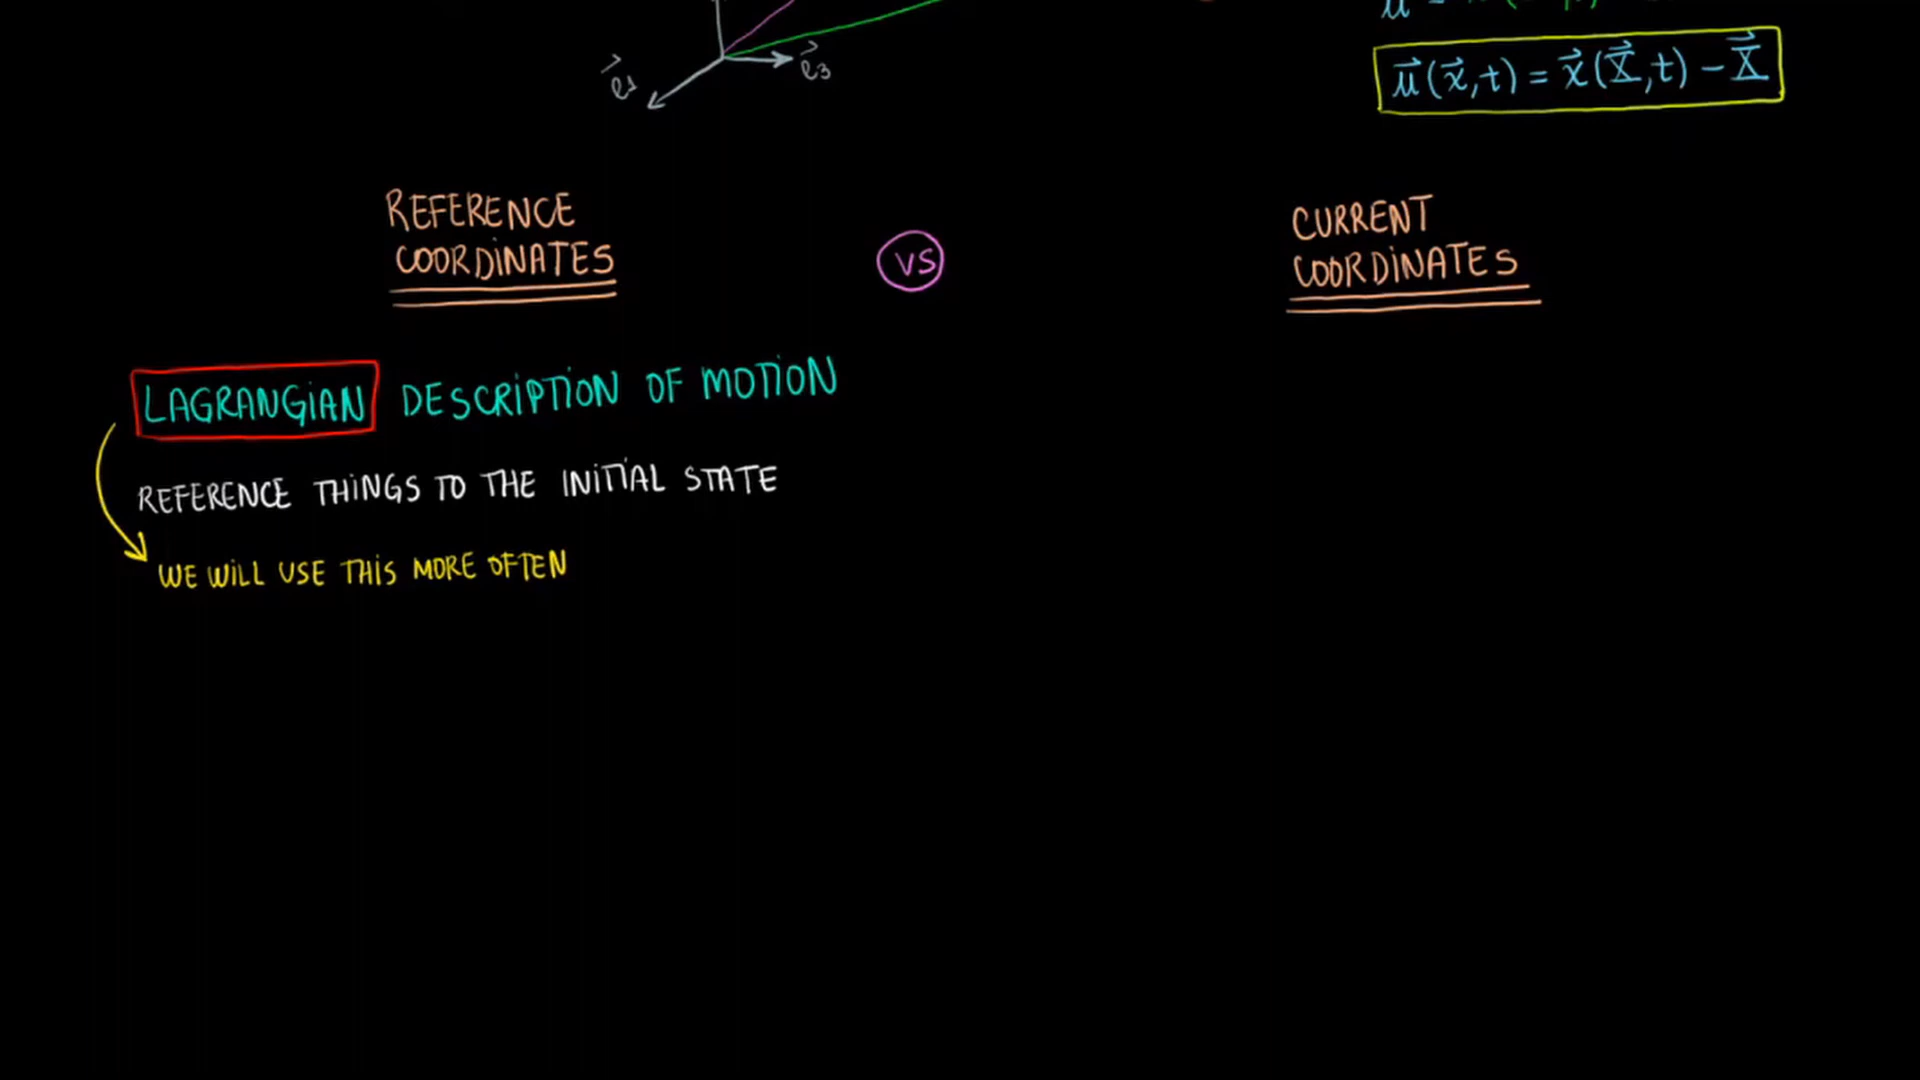 e₁
e₃
u⃗(x⃗,t) = x⃗(X⃗,t) − X⃗
REFERENCE
COORDINATES
VS
CURRENT
COORDINATES
LAGRANGIAN DESCRIPTION OF MOTION
REFERENCE THINGS TO THE INITIAL STATE
WE WILL USE THIS MORE OFTEN